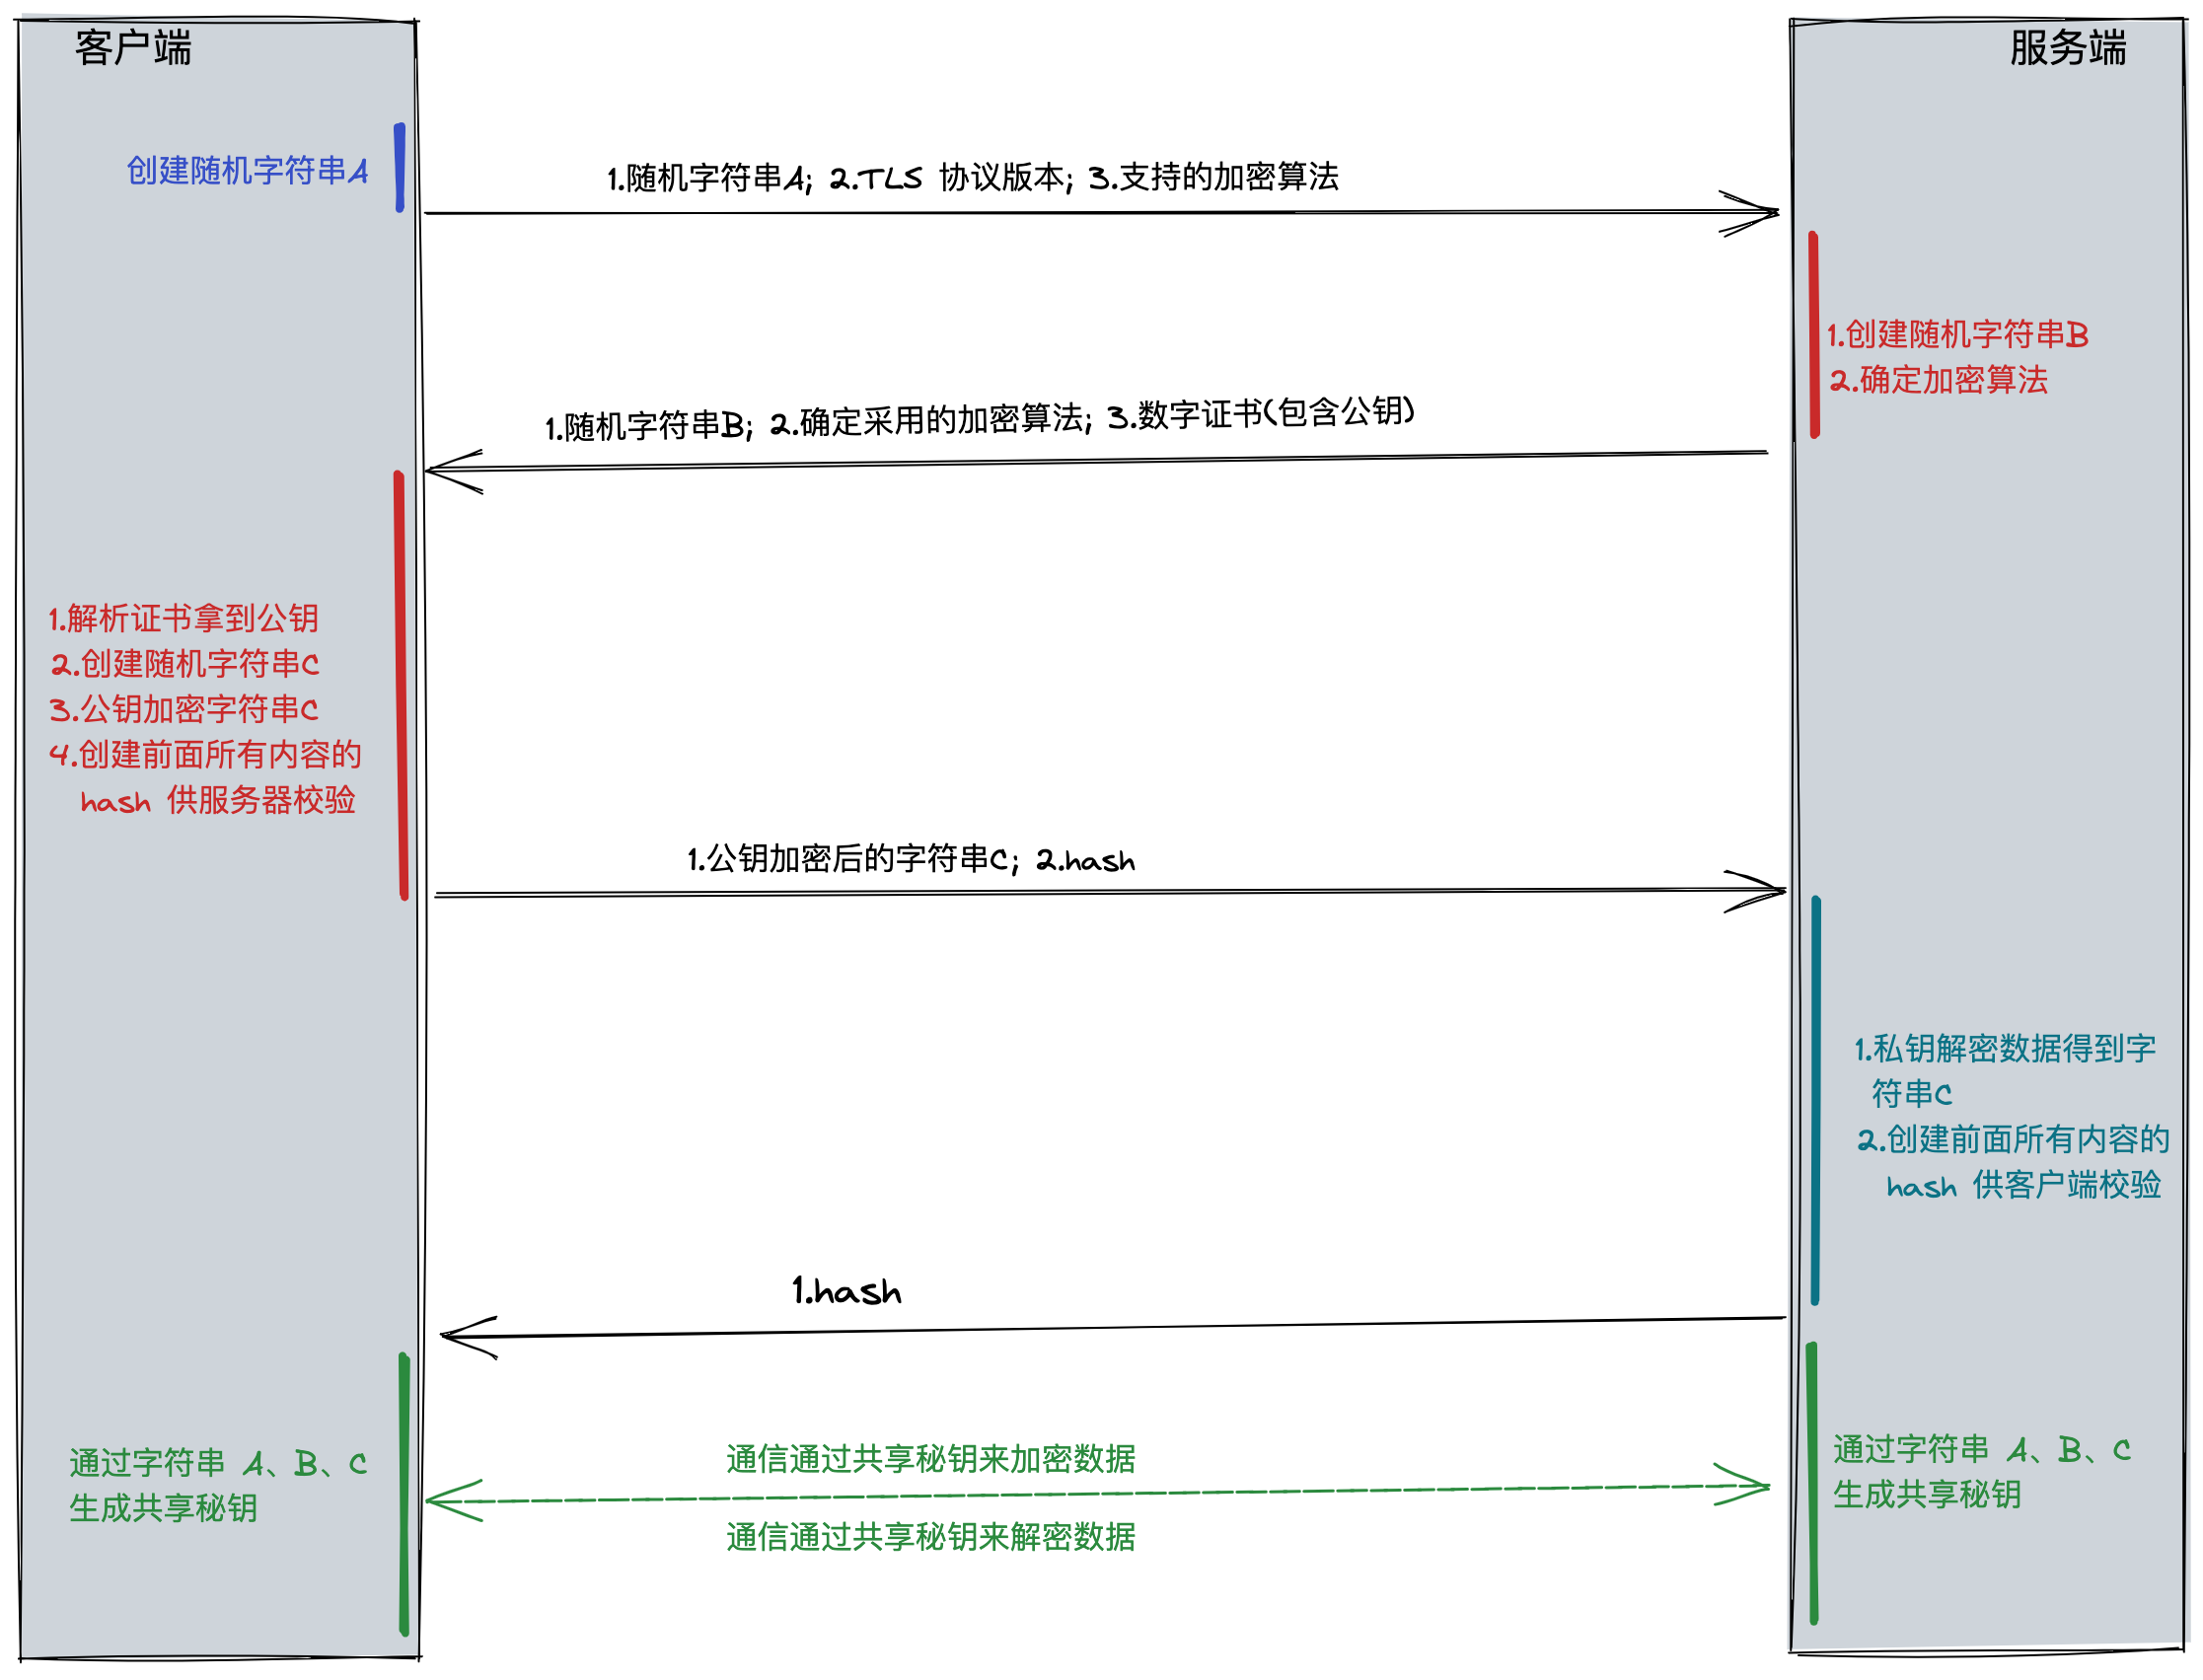 客户端
服务端
创建随机字符串A
1.随机字符串A; 2.TLS 协议版本; 3.支持的加密算法
1.创建随机字符串B
2.确定加密算法
1.随机字符串B; 2.确定采用的加密算法; 3.数字证书(包含公钥)
1.解析证书拿到公钥
2.创建随机字符串C
3.公钥加密字符串C
4.创建前面所有内容的
hash 供服务器校验
1.公钥加密后的字符串C; 2.hash
1.私钥解密数据得到字
符串C
2.创建前面所有内容的
hash 供客户端校验
1.hash
通过字符串 A、B、C
生成共享秘钥
通信通过共享秘钥来加密数据
通信通过共享秘钥来解密数据
通过字符串 A、B、C
生成共享秘钥